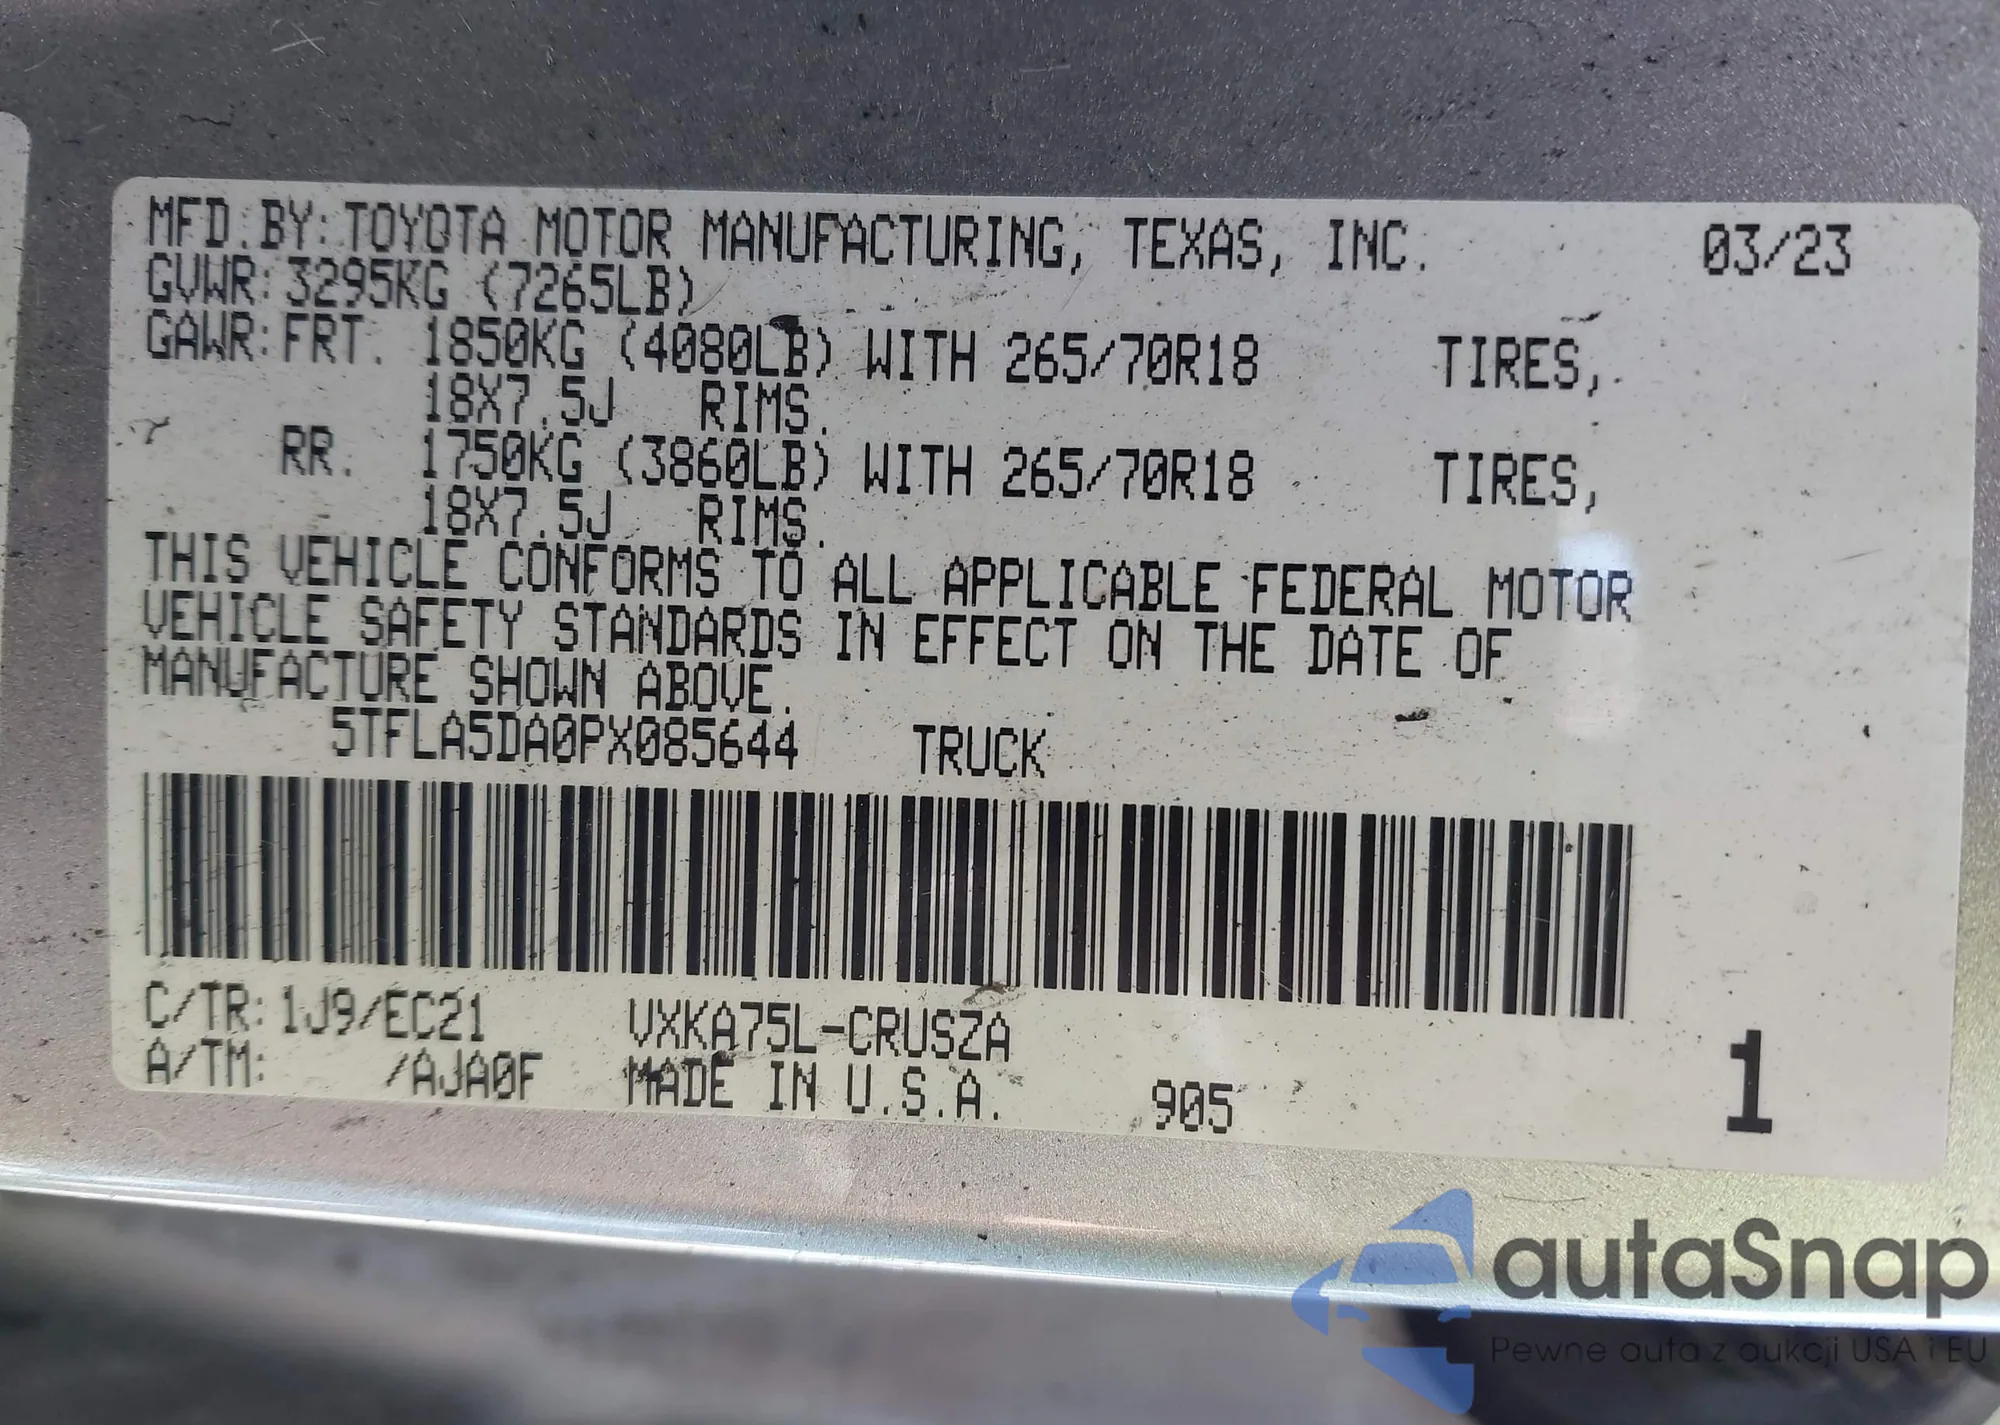 MFD. BY: TOYOTA MOTOR MANUFACTURING, TEXAS, INC. 03/23
GVWR: 3295KG (7265LB)
GAWR: FRT. 1850KG (4080LB) WITH 265/70R18 TIRES,
18X7.5J RIMS.
RR. 1750KG (3860LB) WITH 265/70R18 TIRES,
18X7.5J RIMS.
THIS VEHICLE CONFORMS TO ALL APPLICABLE FEDERAL MOTOR
VEHICLE SAFETY STANDARDS IN EFFECT ON THE DATE OF
MANUFACTURE SHOWN ABOVE.
5TFLA5DA0PX085644 TRUCK
C/TR: 1J9/EC21 VXKA75L-CRUSZA
A/TM: /AJA0F MADE IN U.S.A. 905 1
autaSnap
Pewne auta z aukcji USA i EU